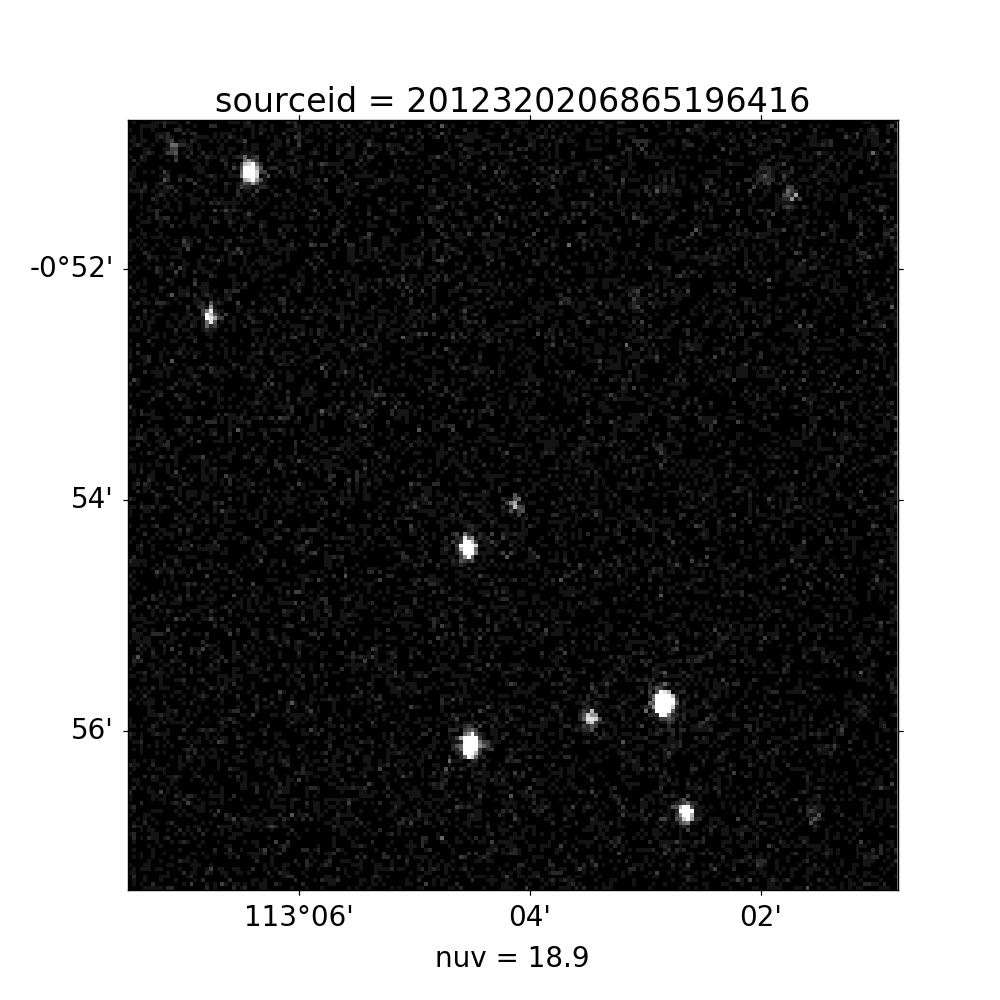 sourceid = 2012320206865196416
-0°52'
54'
56'
113°06' 04' 02'
nuv = 18.9